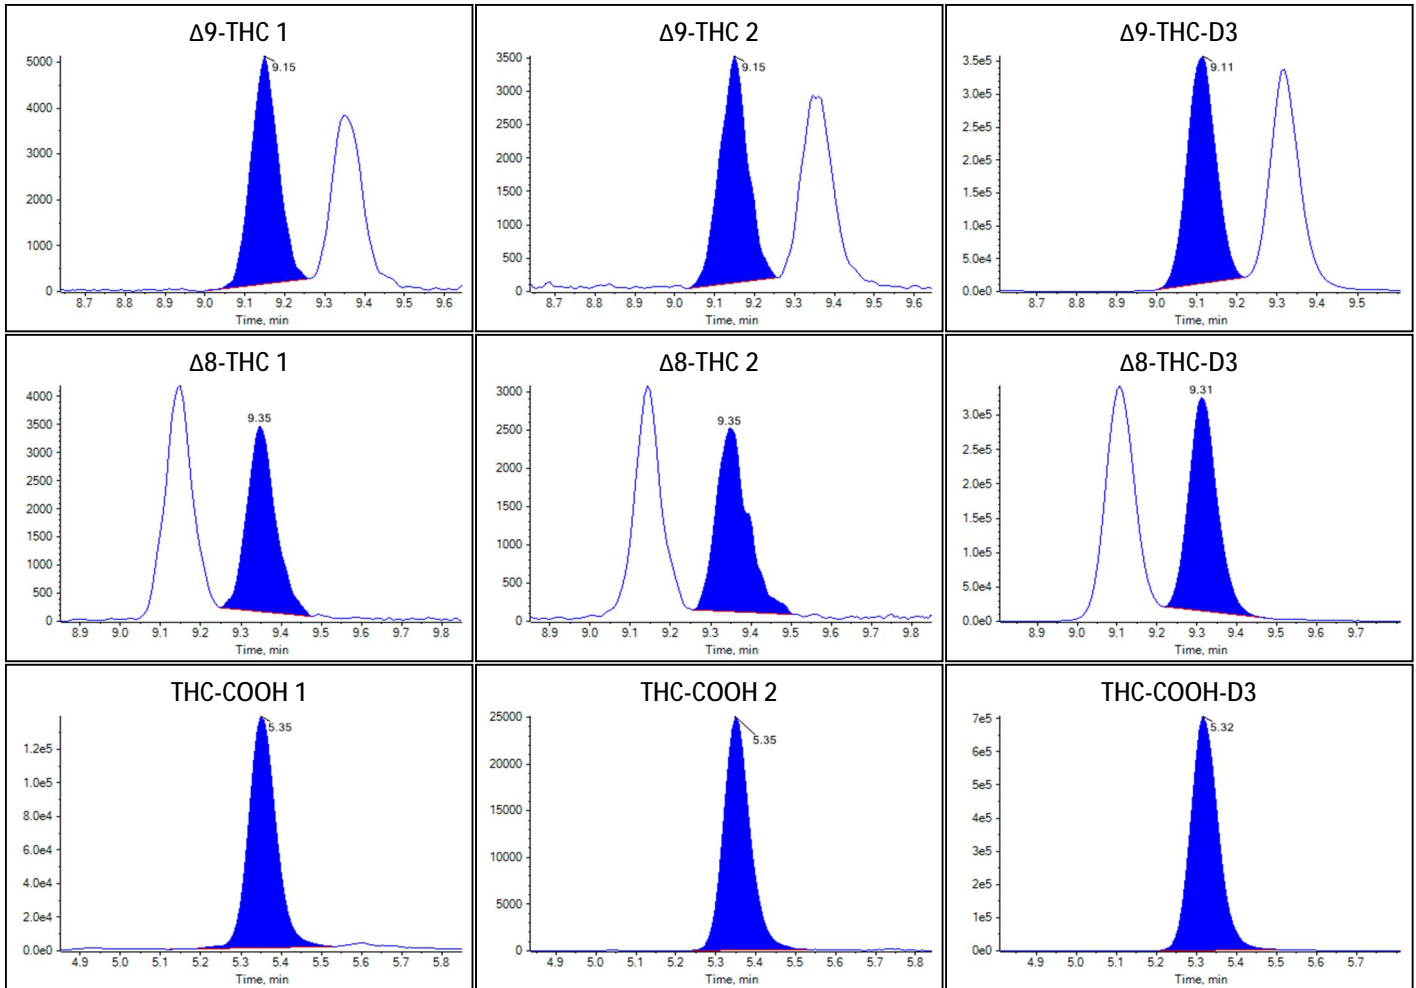 Δ9-THC 1
5000
4000
3000
2000
1000
0
9.15
8.7 8.8 8.9 9.0 9.1 9.2 9.3 9.4 9.5 9.6
Time, min
Δ9-THC 2
3500
3000
2500
2000
1500
1000
500
0
9.15
8.7 8.8 8.9 9.0 9.1 9.2 9.3 9.4 9.5 9.6
Time, min
Δ9-THC-D3
3.5e5
3.0e5
2.5e5
2.0e5
1.5e5
1.0e5
5.0e4
0.0e0
9.11
8.7 8.8 8.9 9.0 9.1 9.2 9.3 9.4 9.5
Time, min
Δ8-THC 1
4000
3500
3000
2500
2000
1500
1000
500
0
9.35
8.9 9.0 9.1 9.2 9.3 9.4 9.5 9.6 9.7 9.8
Time, min
Δ8-THC 2
3000
2500
2000
1500
1000
500
0
9.35
8.9 9.0 9.1 9.2 9.3 9.4 9.5 9.6 9.7 9.8
Time, min
Δ8-THC-D3
3.0e5
2.5e5
2.0e5
1.5e5
1.0e5
5.0e4
0.0e0
9.31
8.9 9.0 9.1 9.2 9.3 9.4 9.5 9.6 9.7
Time, min
THC-COOH 1
1.2e5
1.0e5
8.0e4
6.0e4
4.0e4
2.0e4
0.0e0
5.35
4.9 5.0 5.1 5.2 5.3 5.4 5.5 5.6 5.7 5.8
Time, min
THC-COOH 2
25000
20000
15000
10000
5000
0
5.35
4.9 5.0 5.1 5.2 5.3 5.4 5.5 5.6 5.7 5.8
Time, min
THC-COOH-D3
7e5
6e5
5e5
4e5
3e5
2e5
1e5
0e0
5.32
4.9 5.0 5.1 5.2 5.3 5.4 5.5 5.6 5.7
Time, min